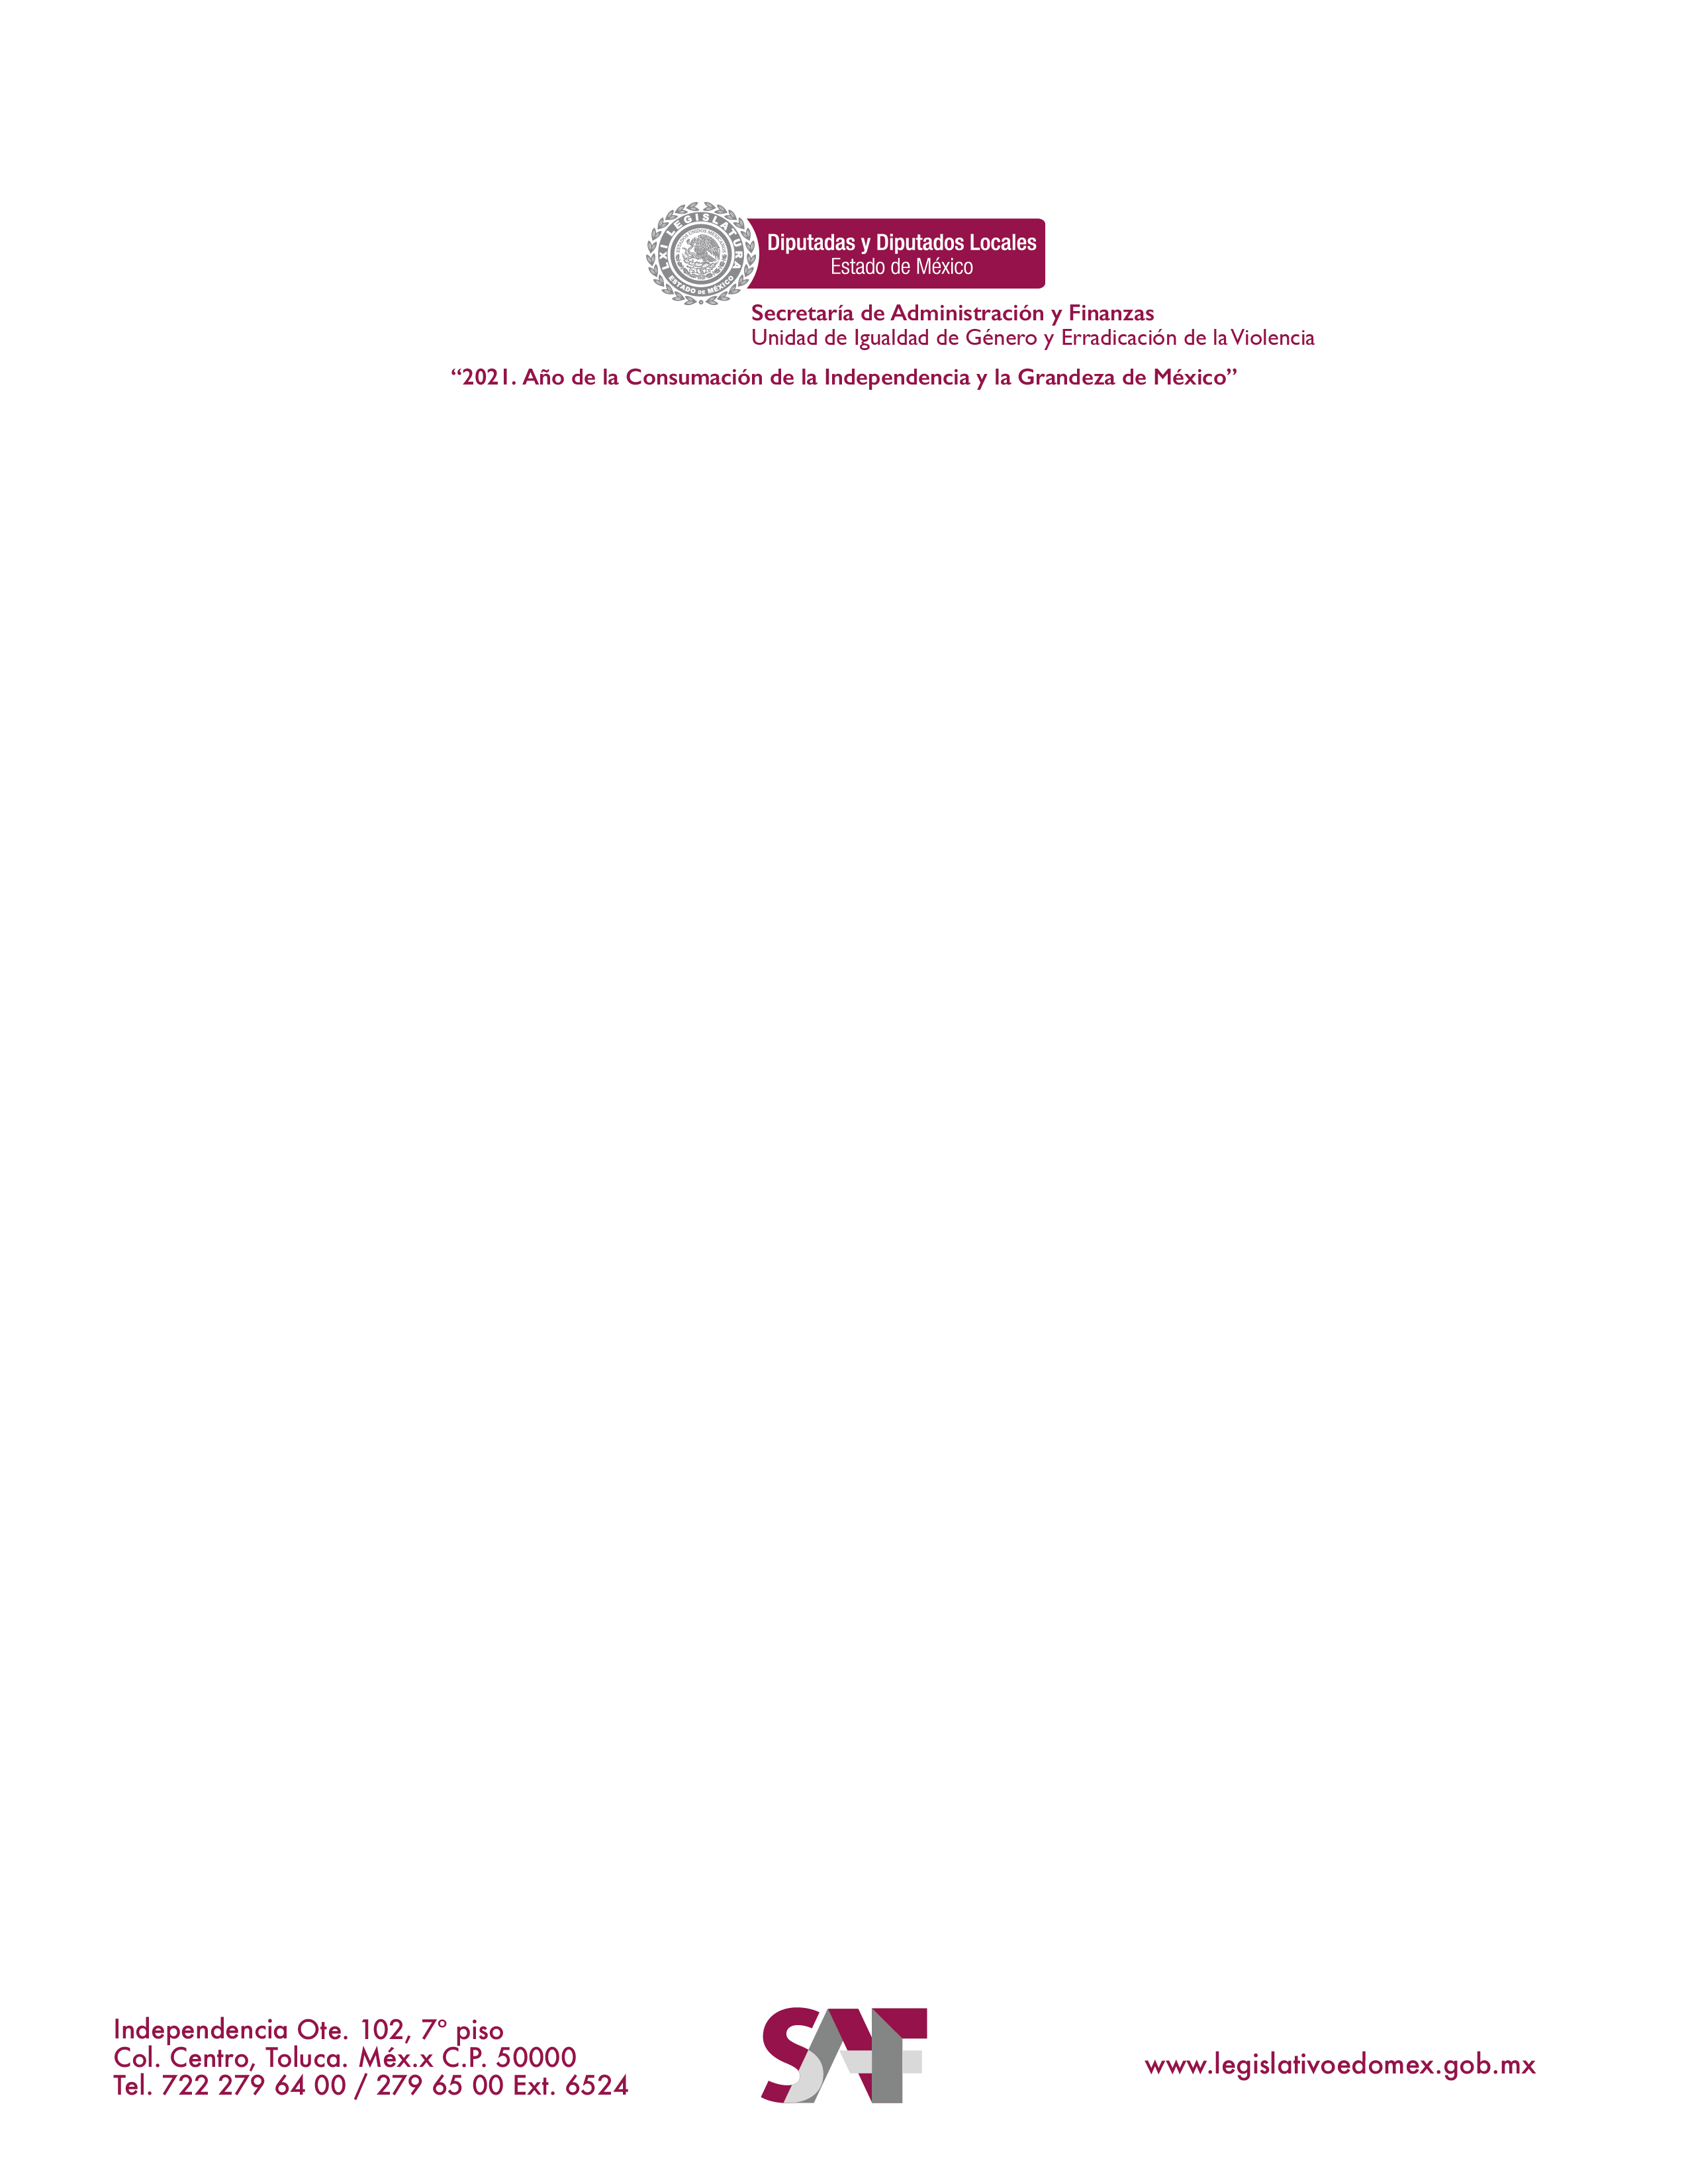 LXI LEGISLATURA
ESTADO DE MÉXICO
Diputadas y Diputados Locales
Estado de México
Secretaría de Administración y Finanzas
Unidad de Igualdad de Género y Erradicación de la Violencia
“2021. Año de la Consumación de la Independencia y la Grandeza de México”
Independencia Ote. 102, 7° piso
Col. Centro, Toluca. Méx.x C.P. 50000
Tel. 722 279 64 00 / 279 65 00 Ext. 6524
SAF
www.legislativoedomex.gob.mx